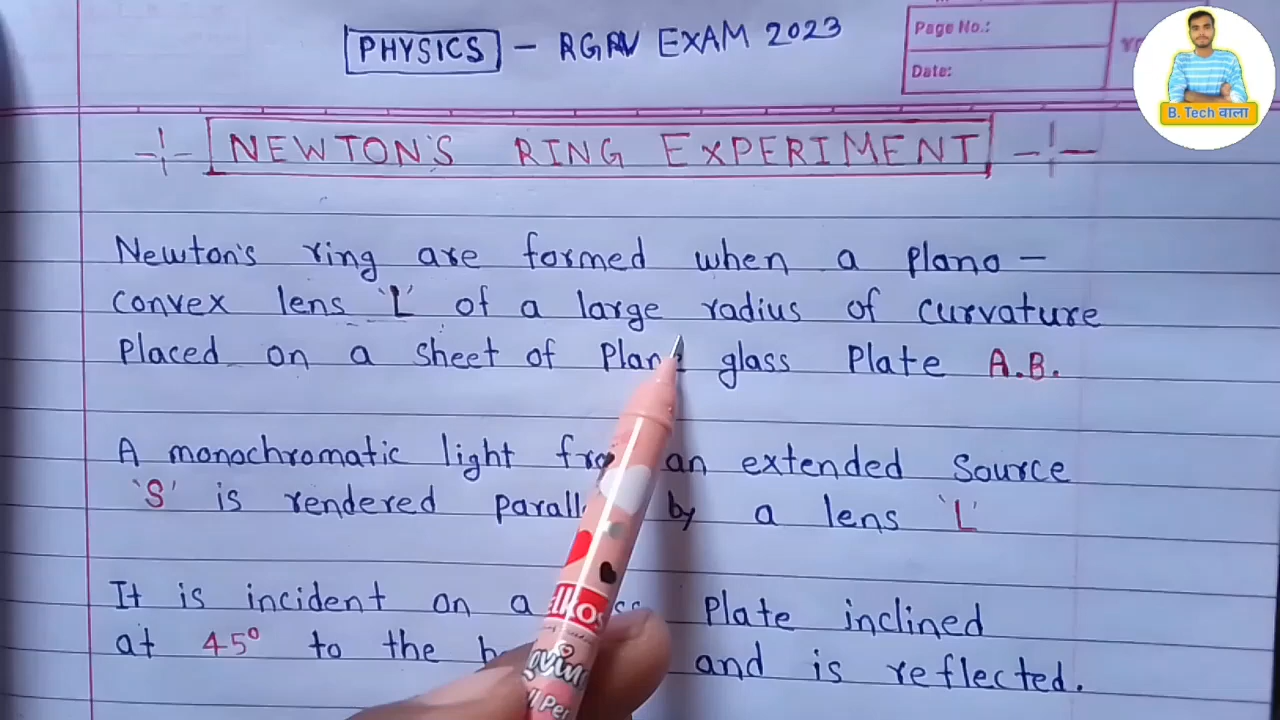 PHYSICS - RGPV EXAM 2023
Page No.:
Date:
B. Tech वाला
NEWTON'S RING EXPERIMENT
Newton's ring are formed when a plano-
convex lens 'L' of a large radius of curvature
Placed on a sheet of Plane glass Plate A.B.
A monochromatic light an extended Source
'S' is rendered by a lens 'L'
It is incident on a Plate inclined
at 45° to the and is reflected.
elkos